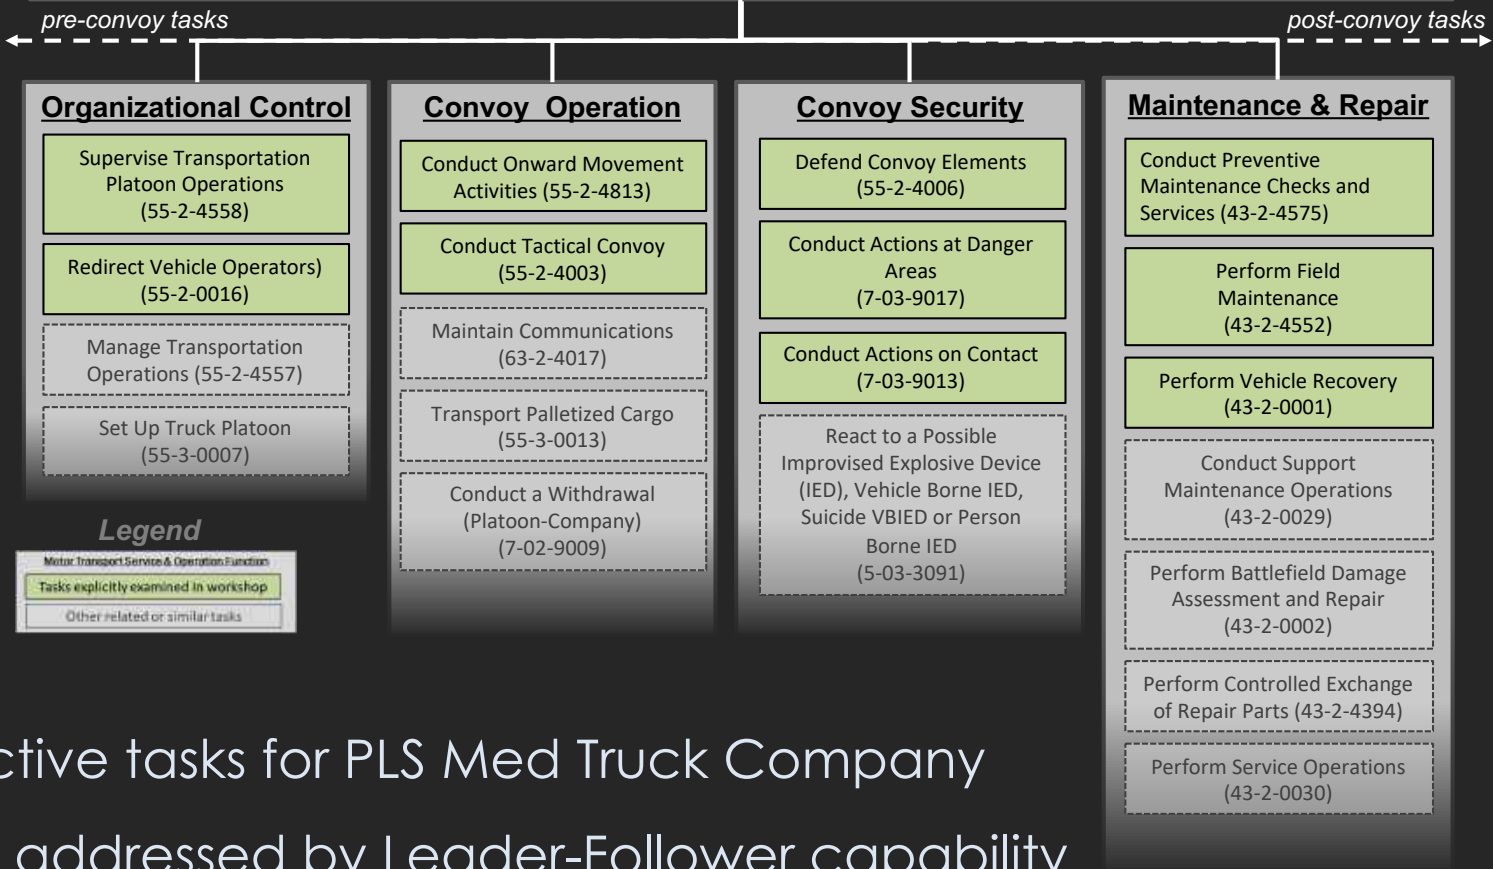 pre-convoy tasks
post-convoy tasks
Organizational Control
Supervise Transportation
Platoon Operations
(55-2-4558)
Redirect Vehicle Operators)
(55-2-0016)
Manage Transportation
Operations (55-2-4557)
Set Up Truck Platoon
(55-3-0007)
Convoy  Operation
Conduct Onward Movement
Activities (55-2-4813)
Conduct Tactical Convoy
(55-2-4003)
Maintain Communications
(63-2-4017)
Transport Palletized Cargo
(55-3-0013)
Conduct a Withdrawal
(Platoon-Company)
(7-02-9009)
Convoy Security
Defend Convoy Elements
(55-2-4006)
Conduct Actions at Danger
Areas
(7-03-9017)
Conduct Actions on Contact
(7-03-9013)
React to a Possible
Improvised Explosive Device
(IED), Vehicle Borne IED,
Suicide VBIED or Person
Borne IED
(5-03-3091)
Maintenance & Repair
Conduct Preventive
Maintenance Checks and
Services (43-2-4575)
Perform Field
Maintenance
(43-2-4552)
Perform Vehicle Recovery
(43-2-0001)
Conduct Support
Maintenance Operations
(43-2-0029)
Perform Battlefield Damage
Assessment and Repair
(43-2-0002)
Perform Controlled Exchange
of Repair Parts (43-2-4394)
Perform Service Operations
(43-2-0030)
Legend
Motor Transport Service & Operation Function
Tasks explicitly examined in workshop
Other related or similar tasks
ctive tasks for PLS Med Truck Company
addressed by Leader-Follower capability